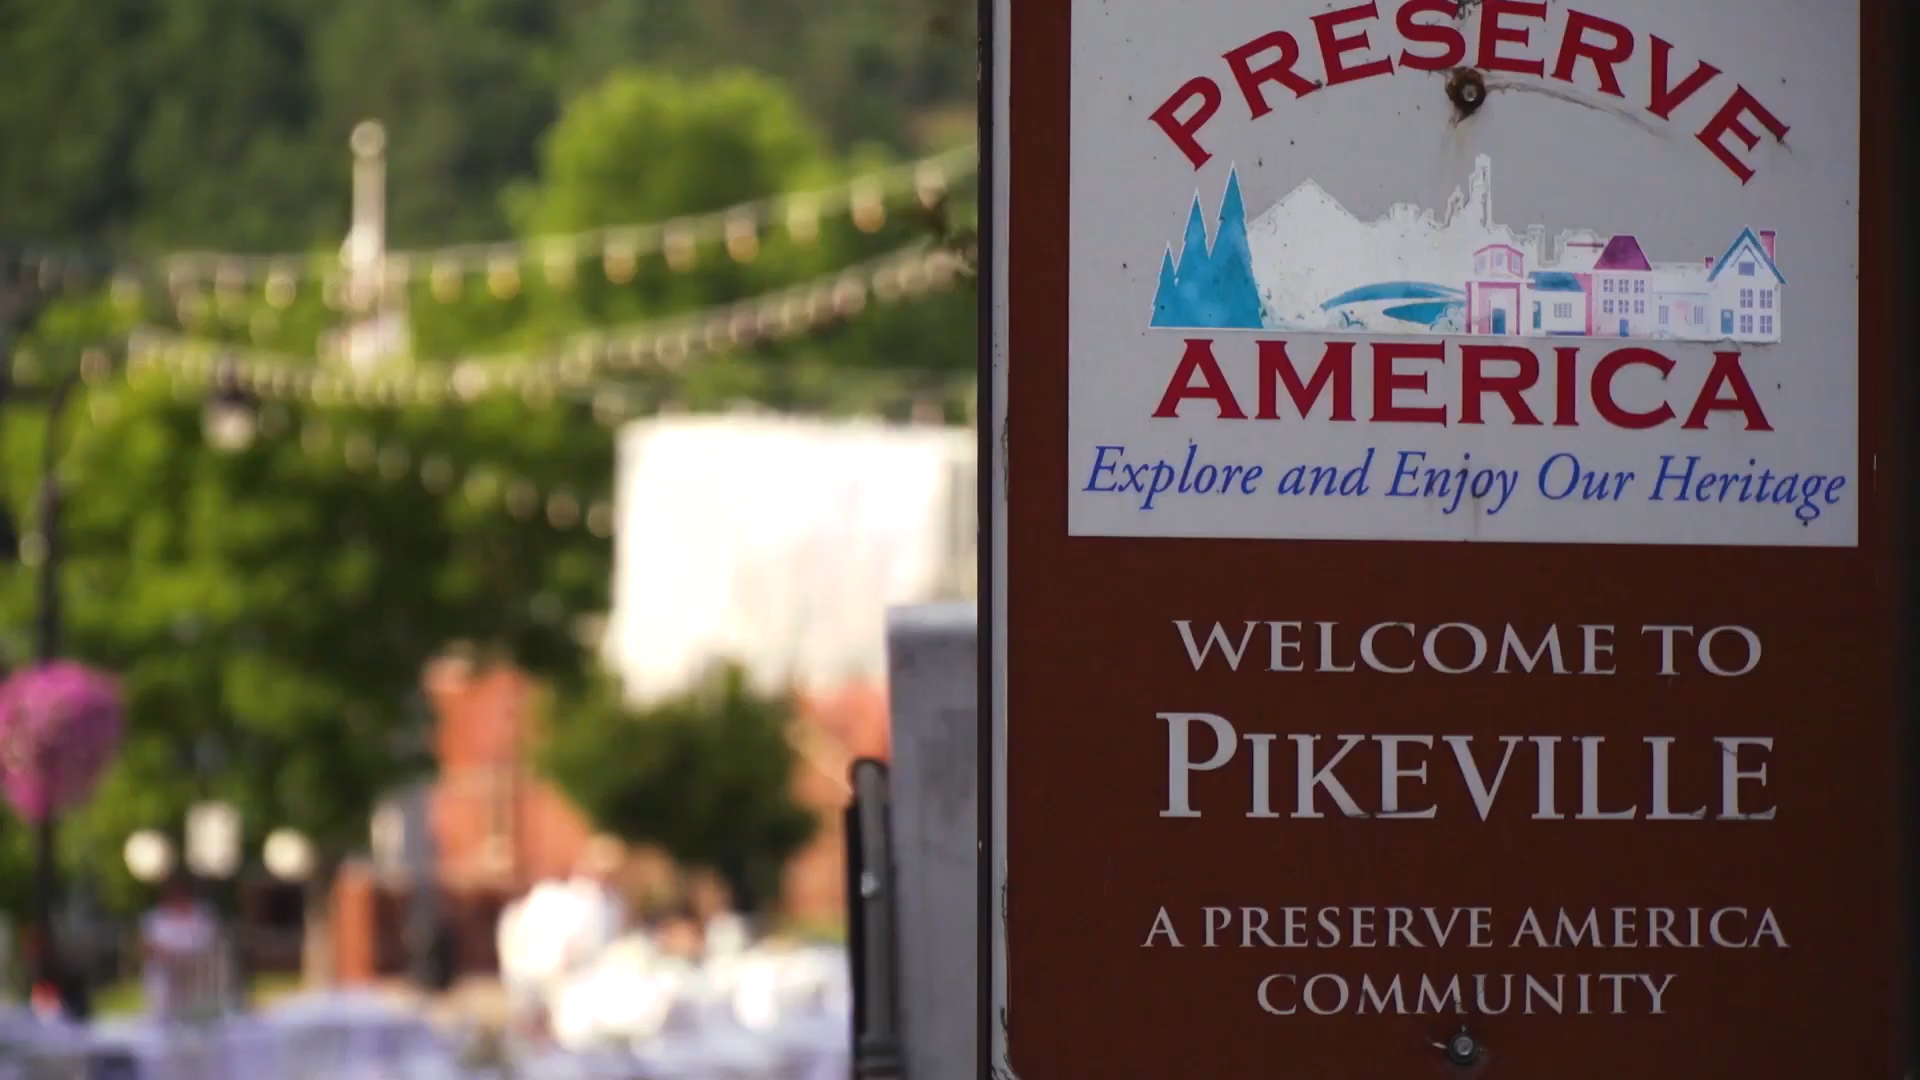 PRESERVE
AMERICA
Explore and Enjoy Our Heritage
WELCOME TO
PIKEVILLE
A PRESERVE AMERICA
COMMUNITY